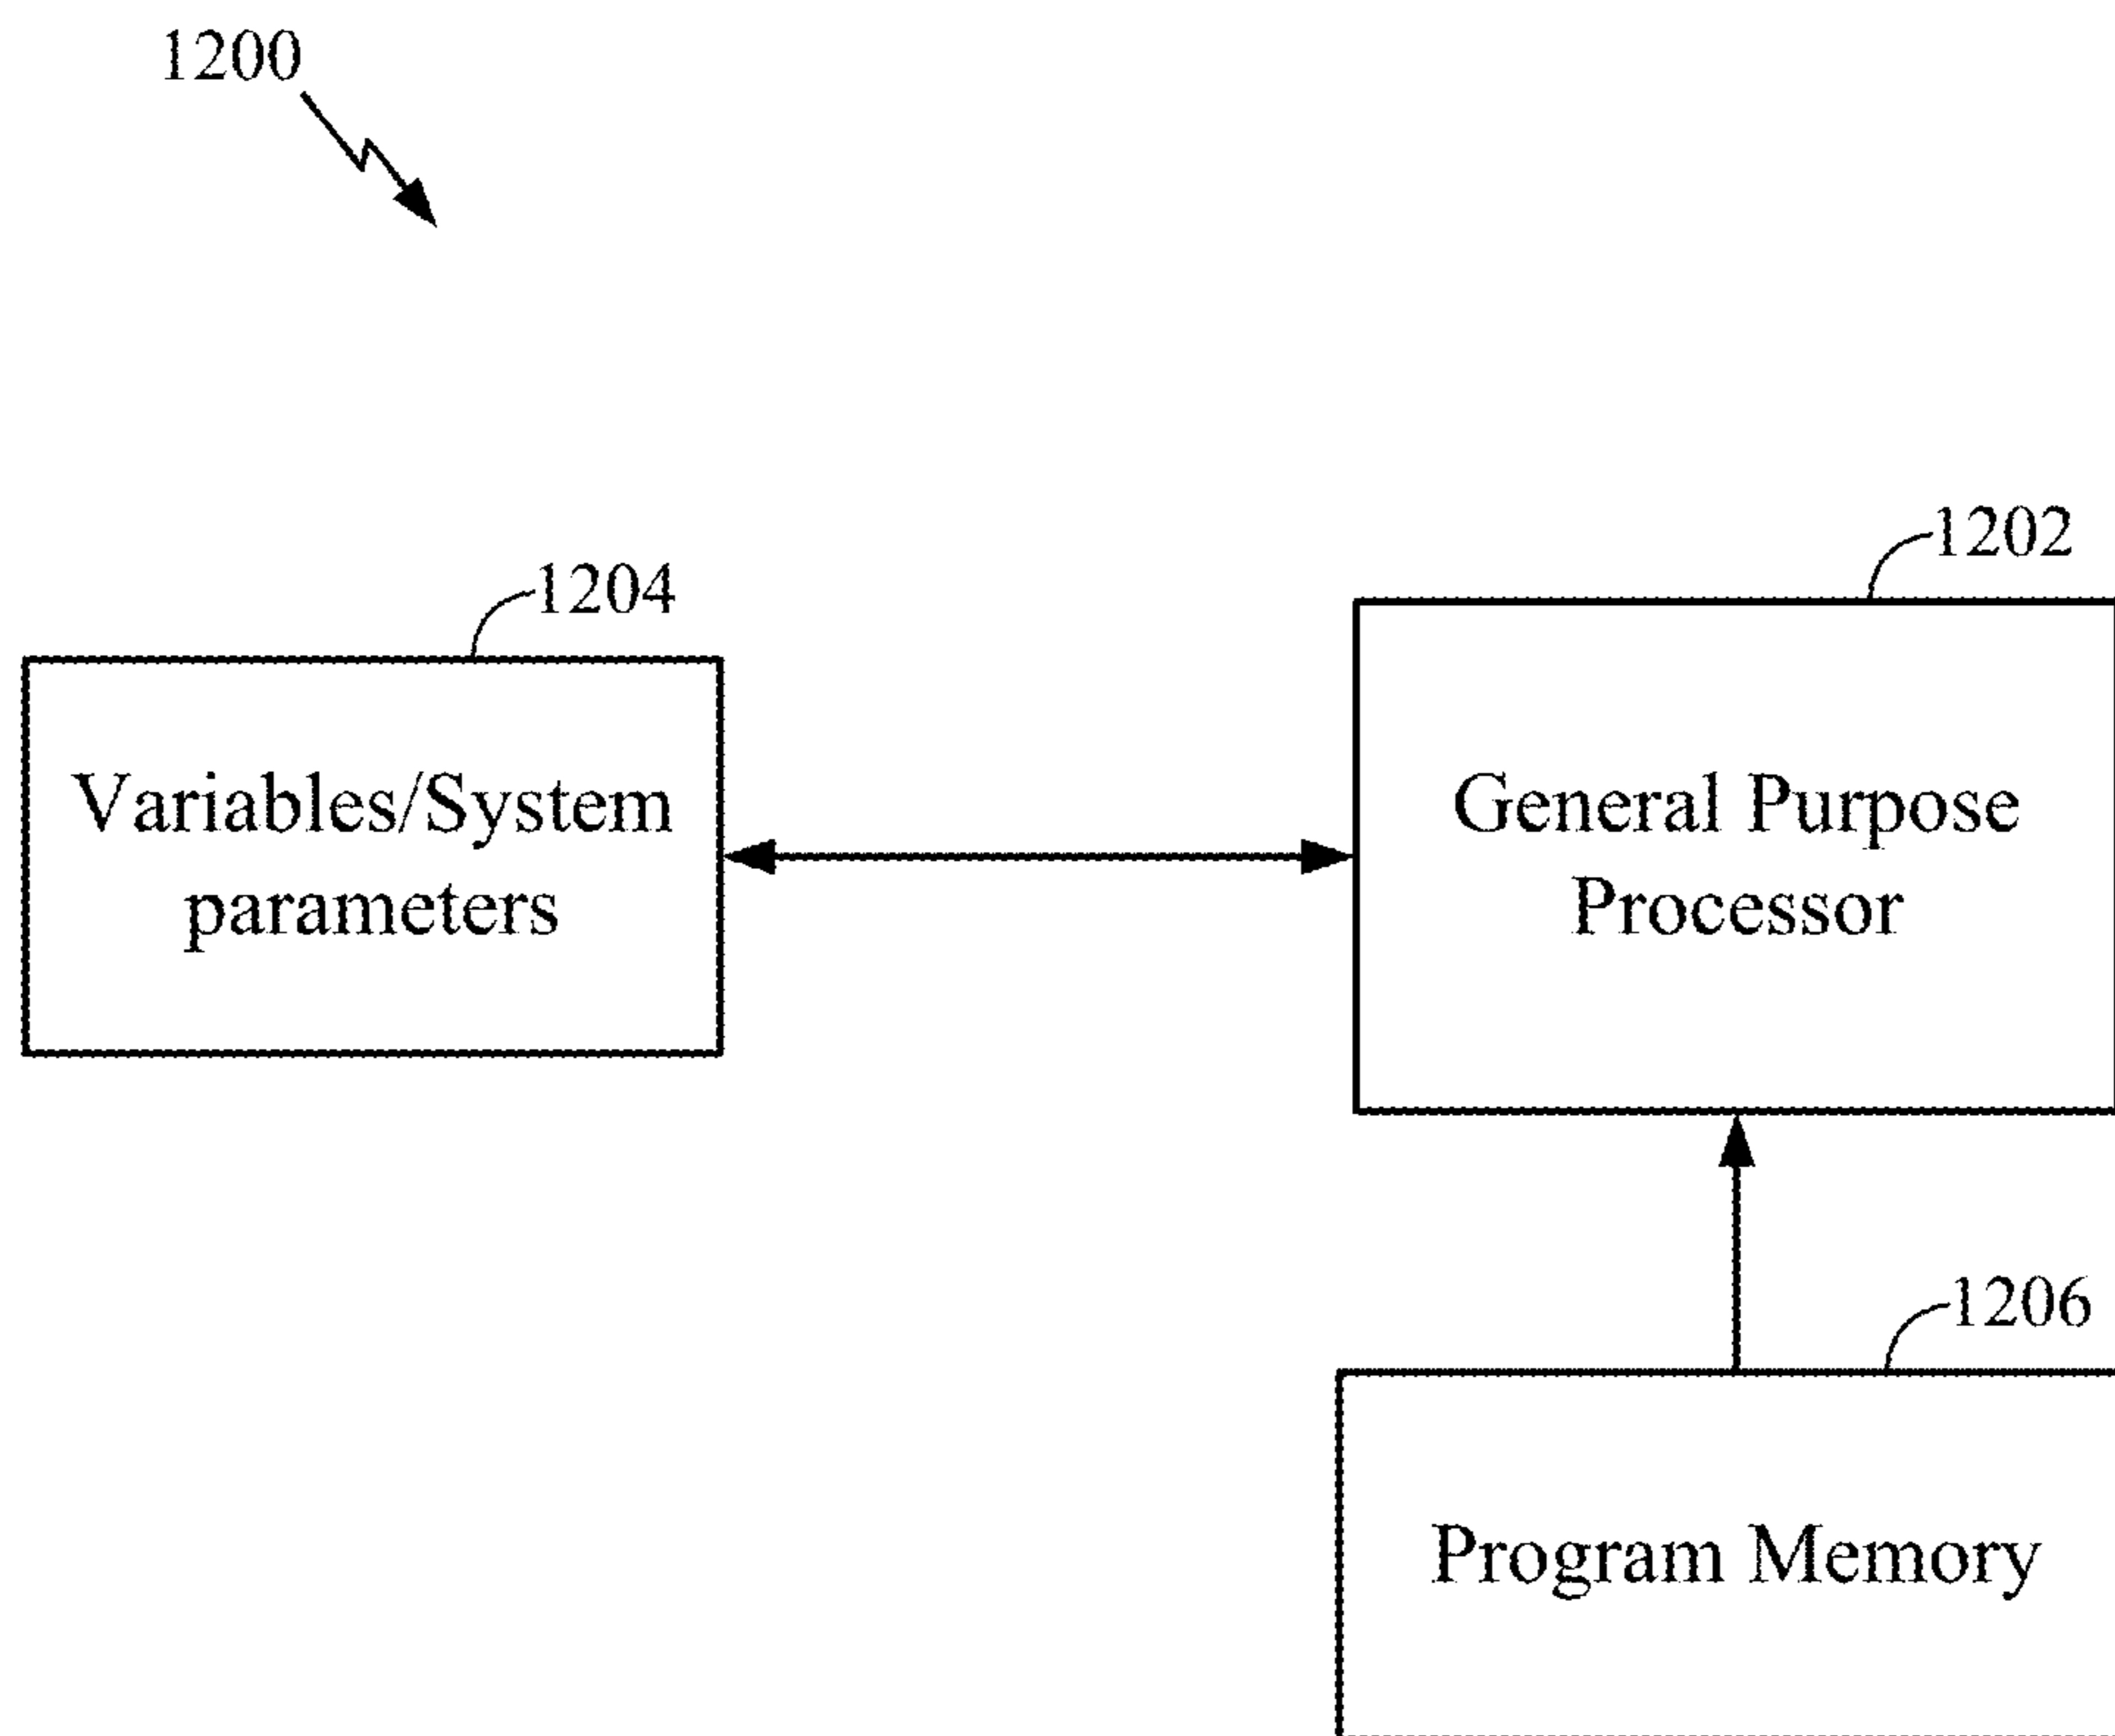 1200
1202
1204
Variables/System
parameters
General Purpose
Processor
1206
Program Memory